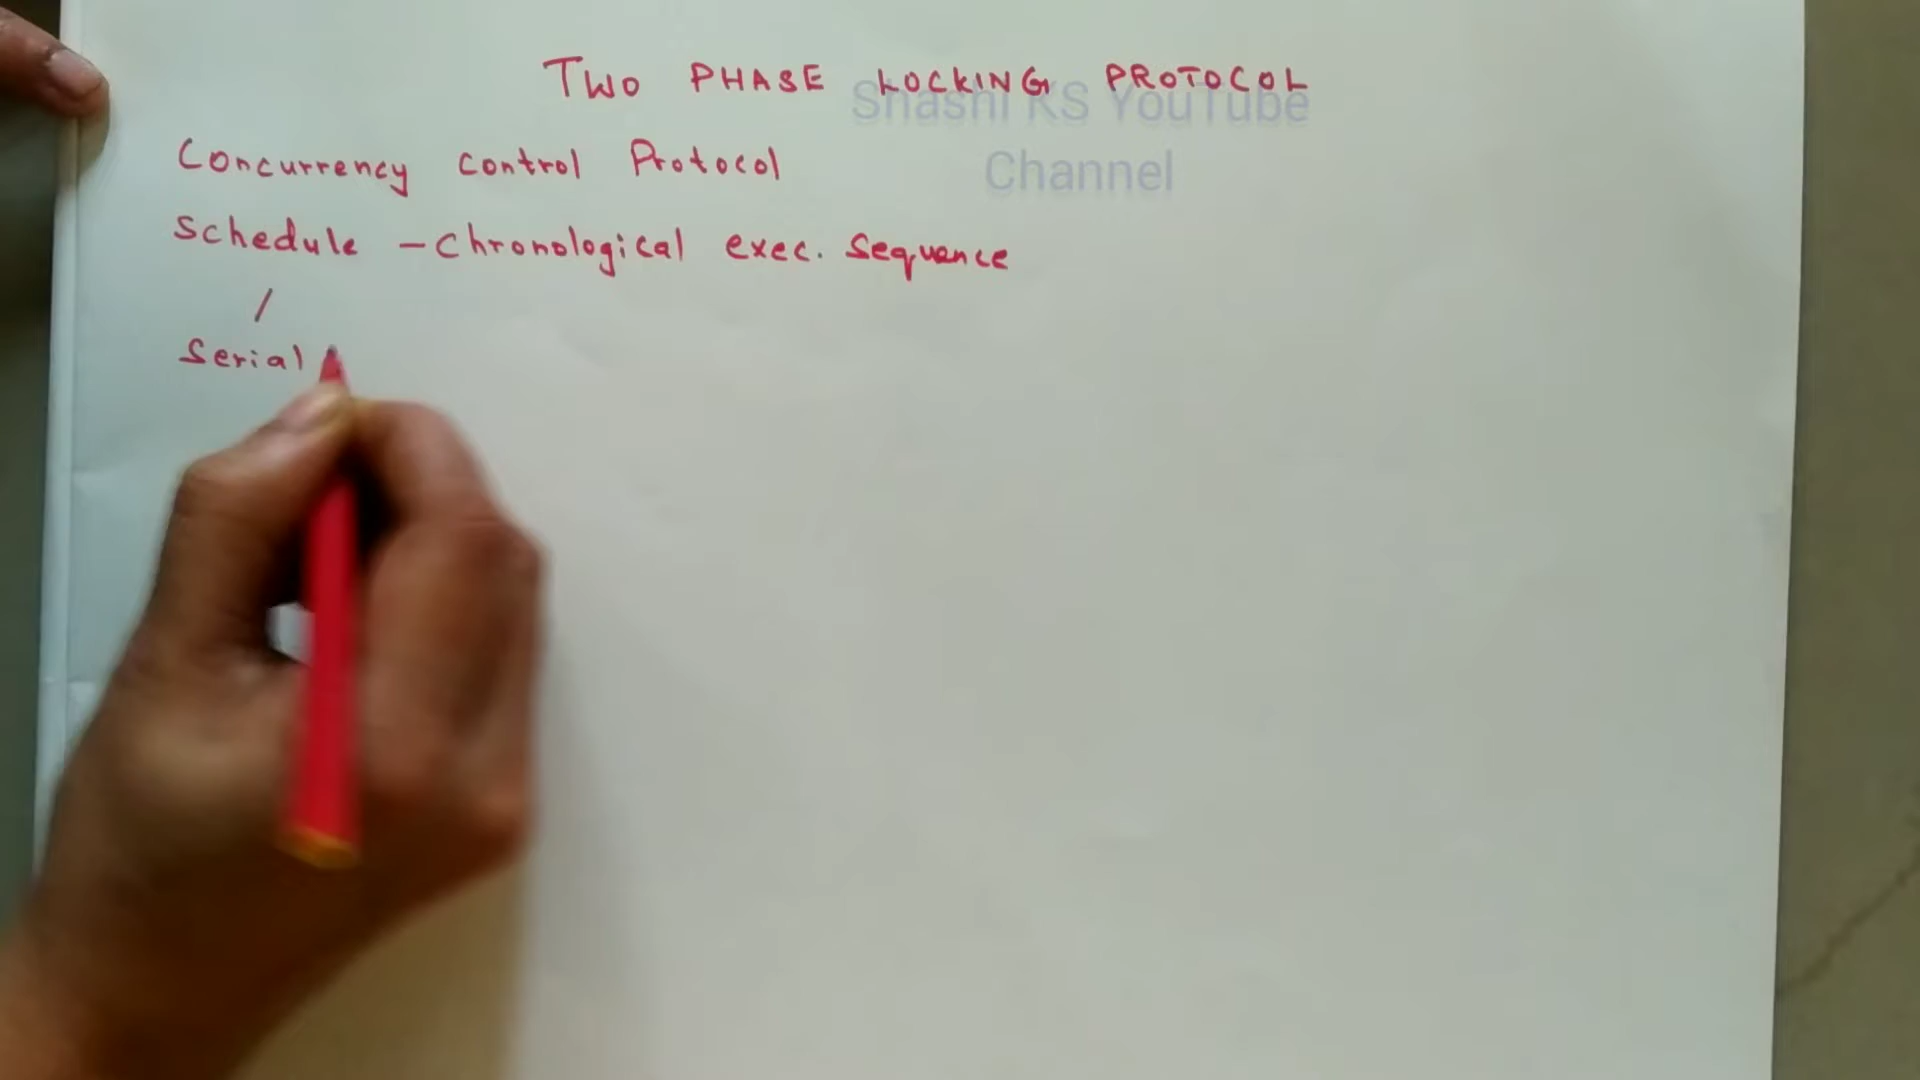 TWO PHASE LOCKING PROTOCOL
Shashi KS YouTube
Channel
Concurrency control Protocol
Schedule - Chronological exec. Sequence
/
Serial